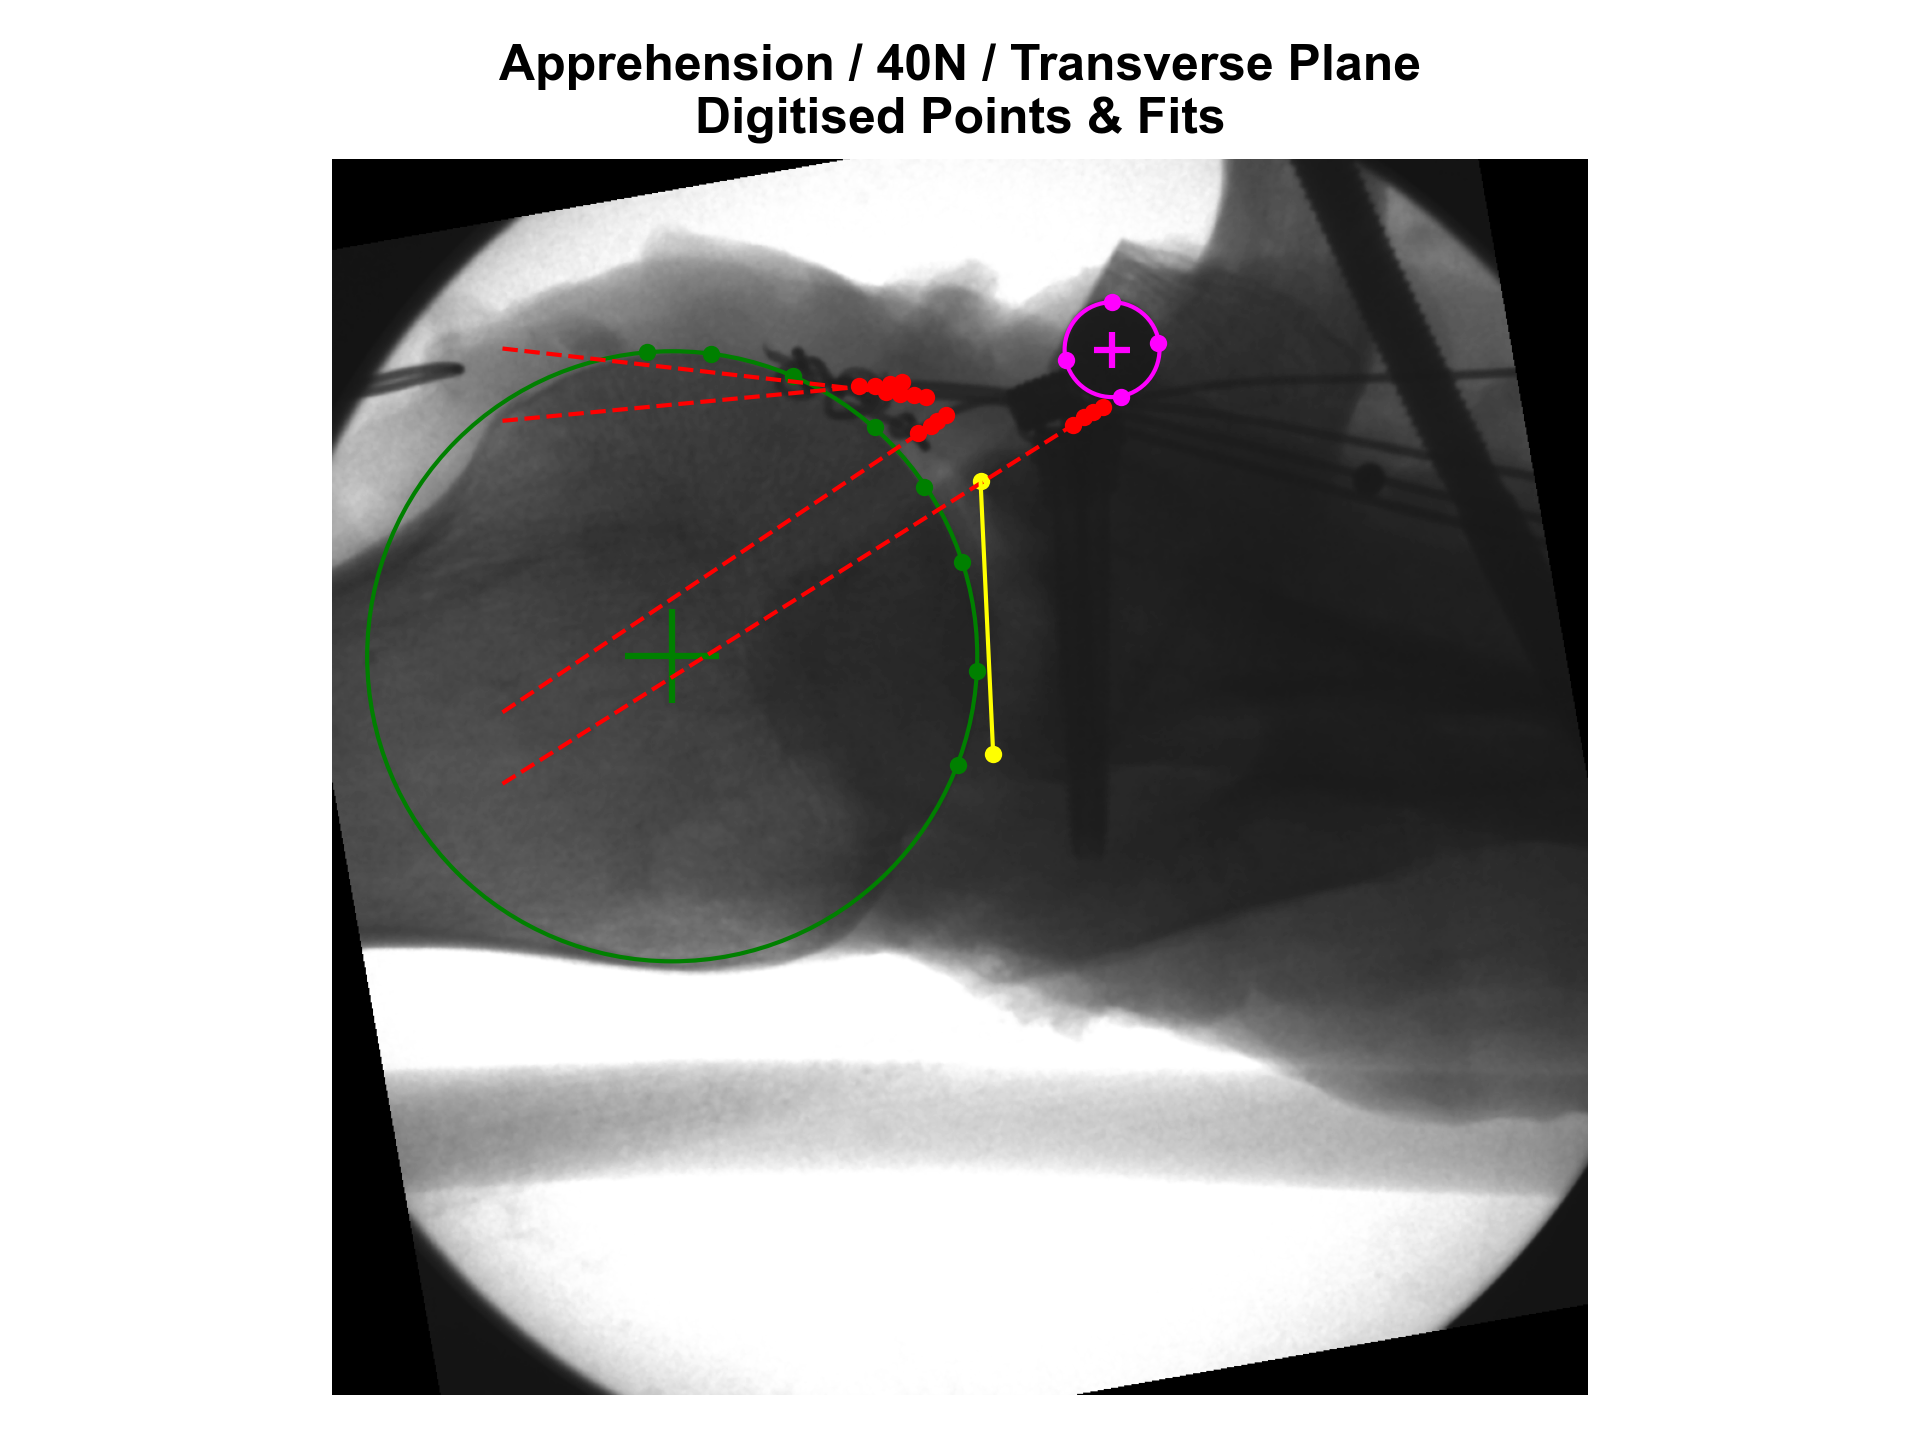 Apprehension / 40N / Transverse Plane
Digitised Points & Fits